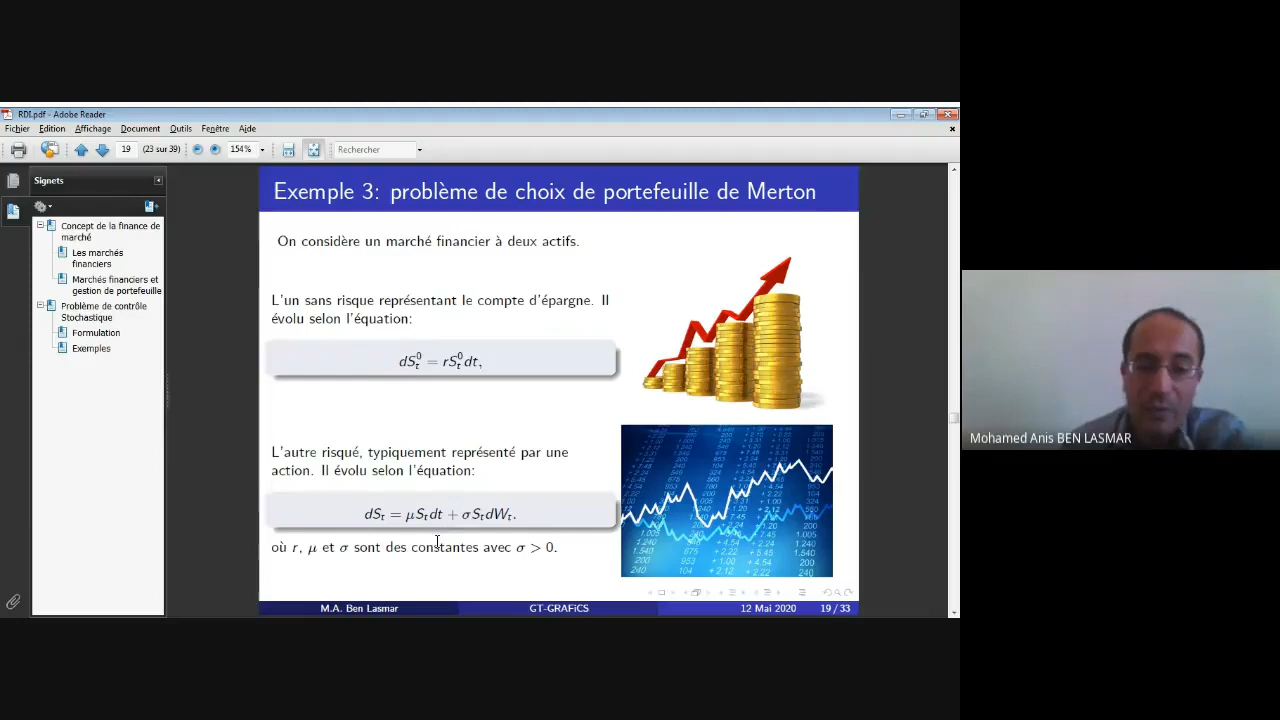 RDI.pdf - Adobe Reader
Fichier Edition Affichage Document Outils Fenêtre Aide
19 (23 sur 39) 154% Rechercher
Signets
Concept de la finance de
marché
Les marchés
financiers
Marchés financiers et
gestion de portefeuille
Problème de contrôle
Stochastique
Formulation
Exemples
Exemple 3: problème de choix de portefeuille de Merton
On considère un marché financier à deux actifs.
L'un sans risque représentant le compte d'épargne. Il
évolu selon l'équation:
dS⁰ₜ = rS⁰ₜdt,
L'autre risqué, typiquement représenté par une
action. Il évolu selon l'équation:
dSₜ = μSₜdt + σSₜdWₜ.
où r, μ et σ sont des constantes avec σ > 0.
M.A. Ben Lasmar GT-GRAFiCS 12 Mai 2020 19 / 33
Mohamed Anis BEN LASMAR